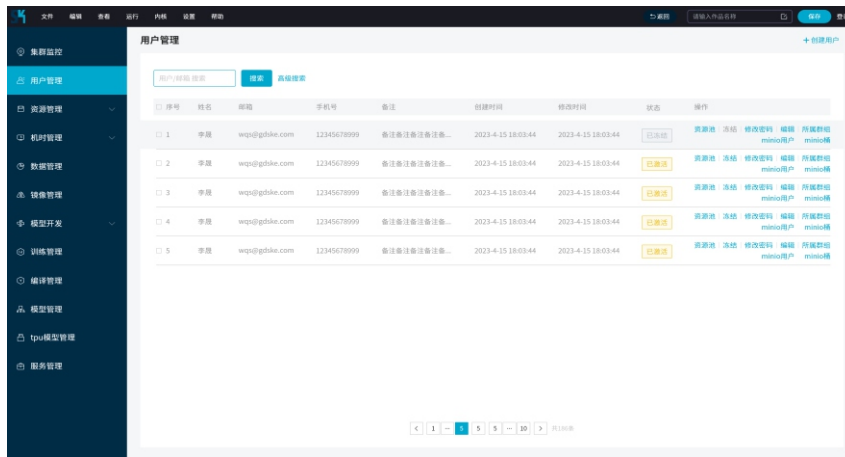 文件 编辑 查看 运行 内核 设置 帮助 返回 请输入作品名称 保存
集群监控
用户管理
资源管理
机时管理
数据管理
镜像管理
模型开发
训练管理
编译管理
模型管理
tpu模型管理
服务管理
用户管理 + 创建用户
用户/邮箱 搜索 搜索 高级搜索
序号 姓名 邮箱 手机号 备注 创建时间 修改时间 状态 操作
1 李晟 wqs@gdske.com 12345678999 备注备注备注备注备... 2023-4-15 18:03:44 2023-4-15 18:03:44 已冻结 资源池 冻结 修改密码 编辑 所属群组
minio用户 minio桶
2 李晟 wqs@gdske.com 12345678999 备注备注备注备注备... 2023-4-15 18:03:44 2023-4-15 18:03:44 已激活 资源池 冻结 修改密码 编辑 所属群组
minio用户 minio桶
3 李晟 wqs@gdske.com 12345678999 备注备注备注备注备... 2023-4-15 18:03:44 2023-4-15 18:03:44 已激活 资源池 冻结 修改密码 编辑 所属群组
minio用户 minio桶
4 李晟 wqs@gdske.com 12345678999 备注备注备注备注备... 2023-4-15 18:03:44 2023-4-15 18:03:44 已激活 资源池 冻结 修改密码 编辑 所属群组
minio用户 minio桶
5 李晟 wqs@gdske.com 12345678999 备注备注备注备注备... 2023-4-15 18:03:44 2023-4-15 18:03:44 已激活 资源池 冻结 修改密码 编辑 所属群组
minio用户 minio桶
< 1 ... 5 5 5 ... 10 > 共100条